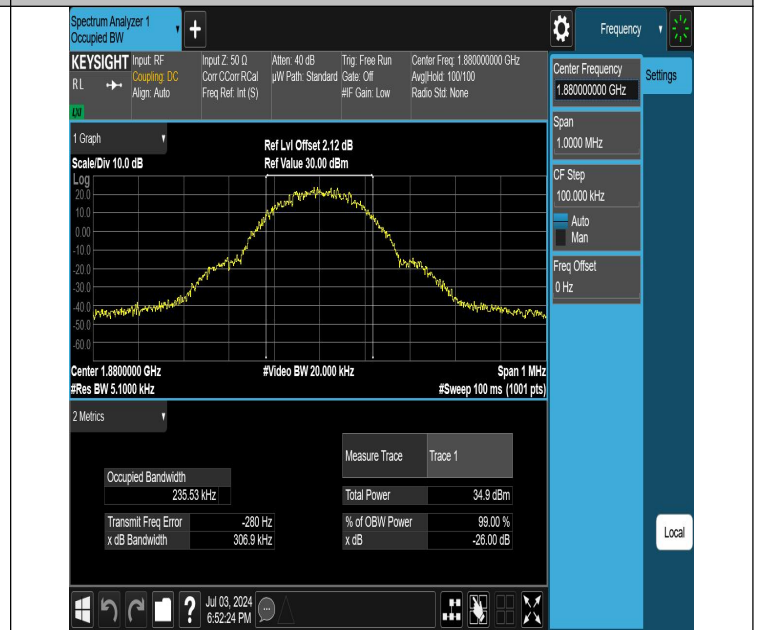 Spectrum Analyzer 1
Occupied BW
+
Frequency
KEYSIGHT
RL
LXI
Input: RF
Coupling: DC
Align: Auto
Input Z: 50 Ω
Corr CCorr RCal
Freq Ref: Int (S)
Atten: 40 dB
µW Path: Standard
Trig: Free Run
Gate: Off
#IF Gain: Low
Center Freq: 1.880000000 GHz
Avg|Hold: 100/100
Radio Std: None
Center Frequency
1.880000000 GHz
Settings
Span
1.0000 MHz
CF Step
100.000 kHz
Auto
Man
Freq Offset
0 Hz
1 Graph
Scale/Div 10.0 dB
Ref Lvl Offset 2.12 dB
Ref Value 30.00 dBm
Log
20.0
10.0
0.00
-10.0
-20.0
-30.0
-40.0
-50.0
-60.0
Center 1.8800000 GHz
#Video BW 20.000 kHz
Span 1 MHz
#Res BW 5.1000 kHz
#Sweep 100 ms (1001 pts)
2 Metrics
Measure Trace
Trace 1
Occupied Bandwidth
235.53 kHz
Total Power
34.9 dBm
Transmit Freq Error
-280 Hz
% of OBW Power
99.00 %
x dB Bandwidth
306.9 kHz
x dB
-26.00 dB
Local
?
Jul 03, 2024
6:52:24 PM